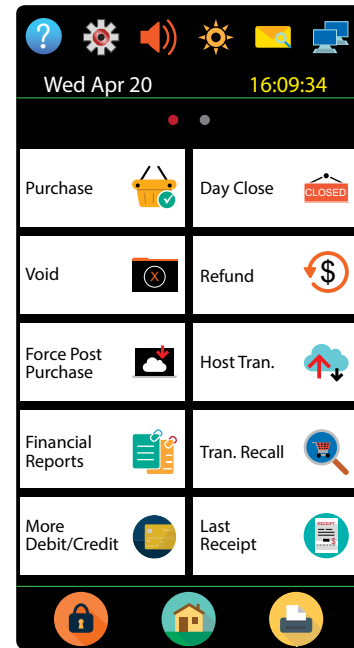 ?
Wed Apr 20 16:09:34
Purchase
Day Close
CLOSED
Void
X
Refund
$
Force Post
Purchase
Host Tran.
Financial
Reports
Tran. Recall
More
Debit/Credit
Last
Receipt
RECEIPT